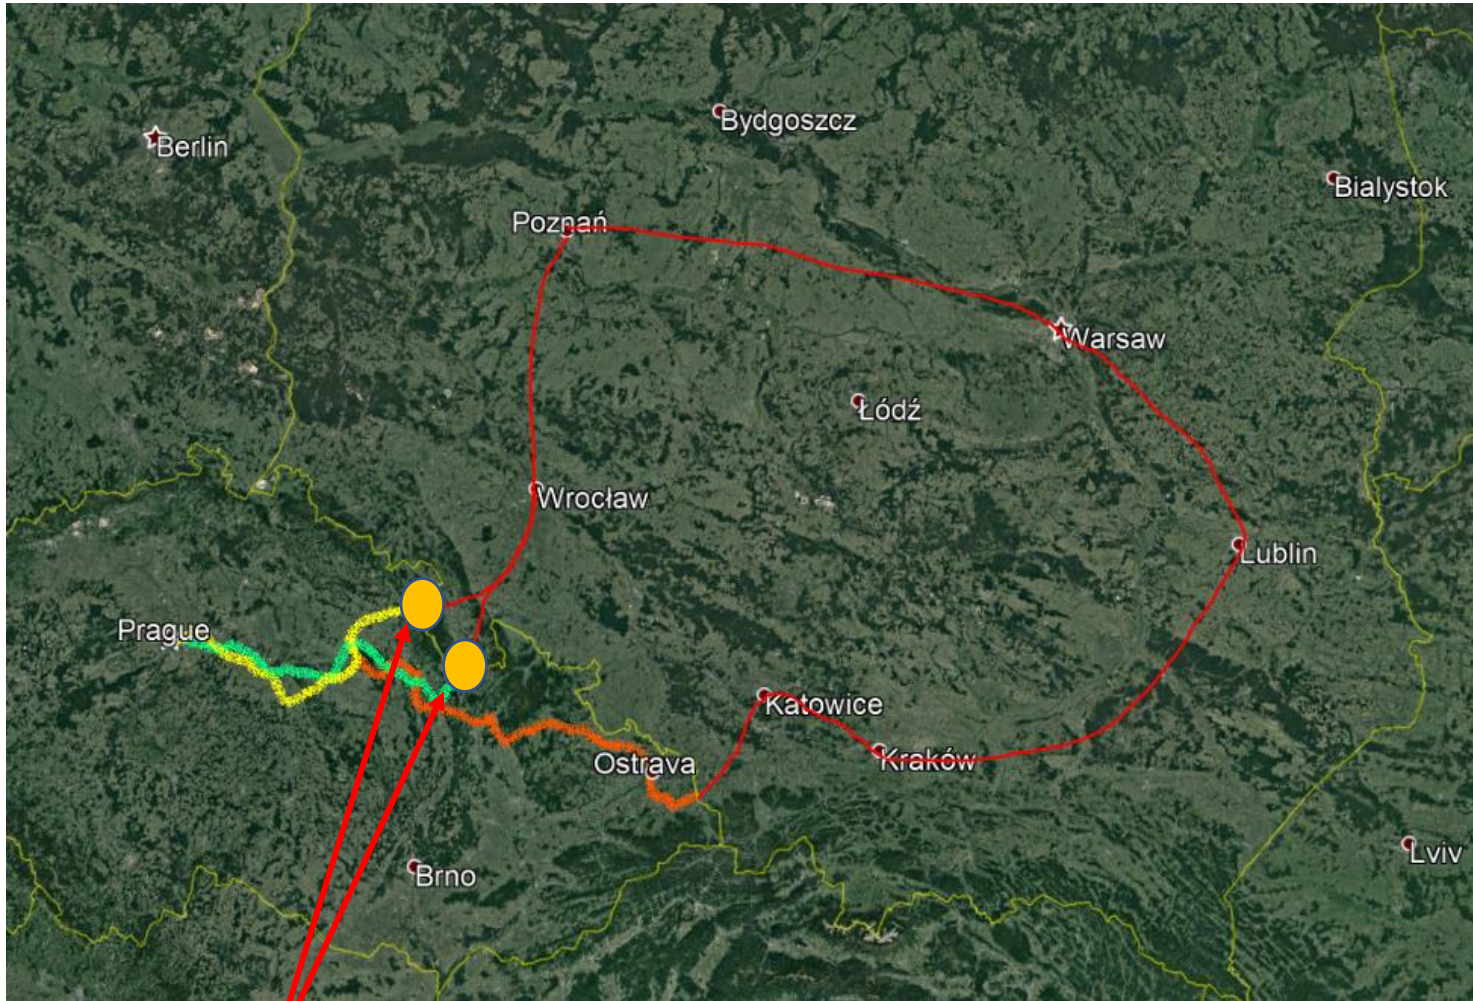 Bydgoszcz
Berlin
Bialystok
Poznań
Warsaw
Łódź
Wrocław
Lublin
Prague
Katowice
Kraków
Ostrava
Lviv
Brno